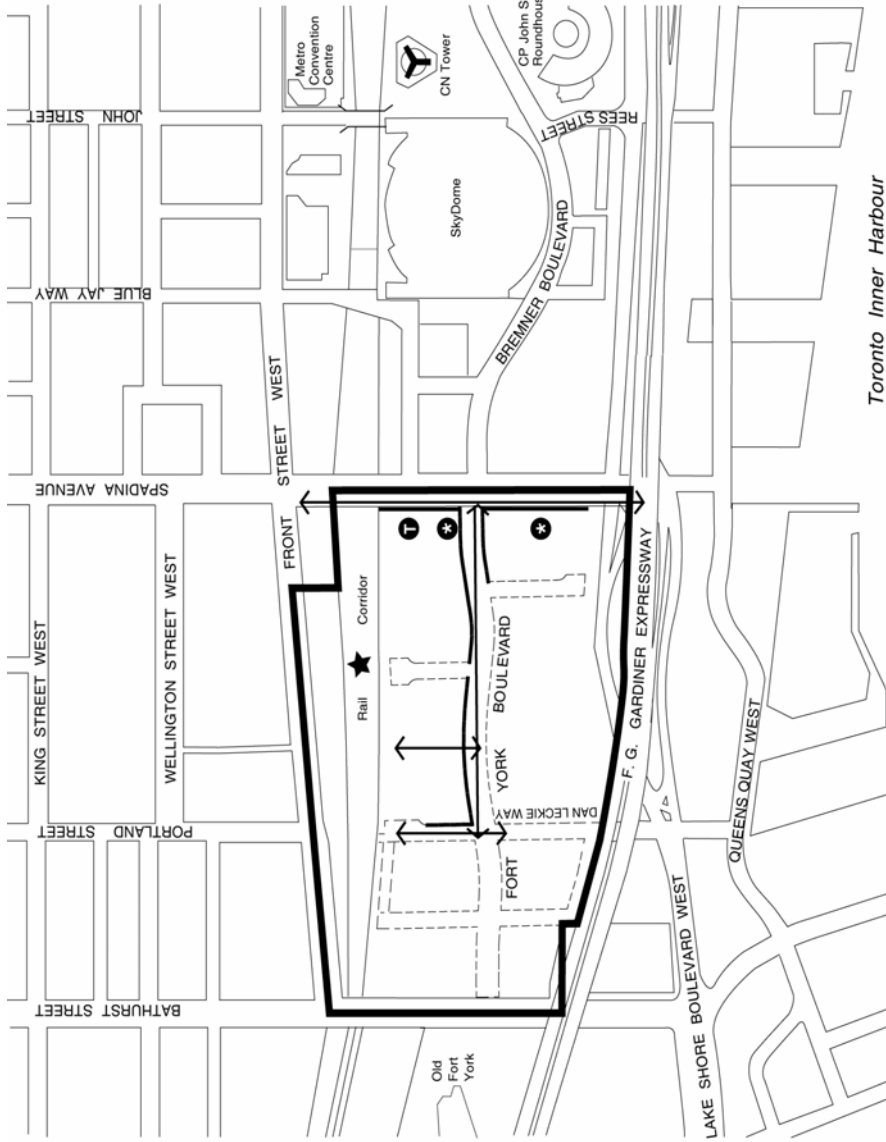 JOHN STREET
Metro
Convention
Centre
CN Tower
CP John S
Roundhous
REES STREET
SkyDome
BLUE JAY WAY
BREMNER BOULEVARD
Toronto Inner Harbour
SPADINA AVENUE
FRONT STREET WEST
KING STREET WEST
WELLINGTON STREET WEST
T
*
*
Rail Corridor
FORT YORK BOULEVARD
DAN LECKIE WAY
F. G. GARDINER EXPRESSWAY
PORTLAND STREET
QUEENS QUAY WEST
LAKE SHORE BOULEVARD WEST
BATHURST STREET
Old
Fort
York